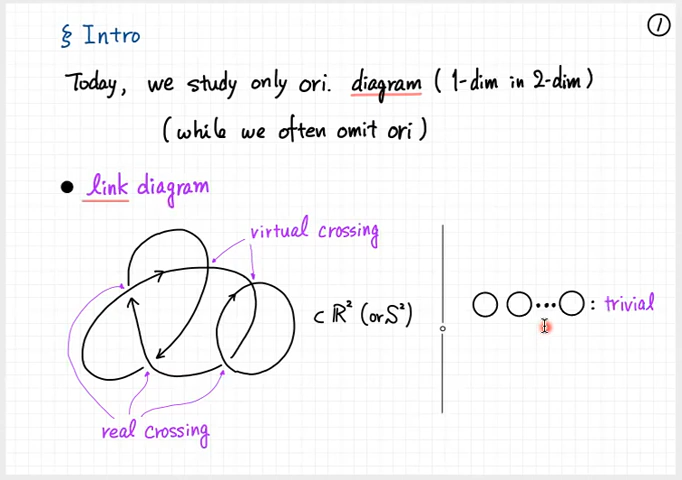 1
§ Intro
Today, we study only ori. diagram (1-dim in 2-dim)
(while we often omit ori)
● link diagram
virtual crossing
⊂ ℝ² (or S²)
real crossing
○ ○ ••• ○ : trivial